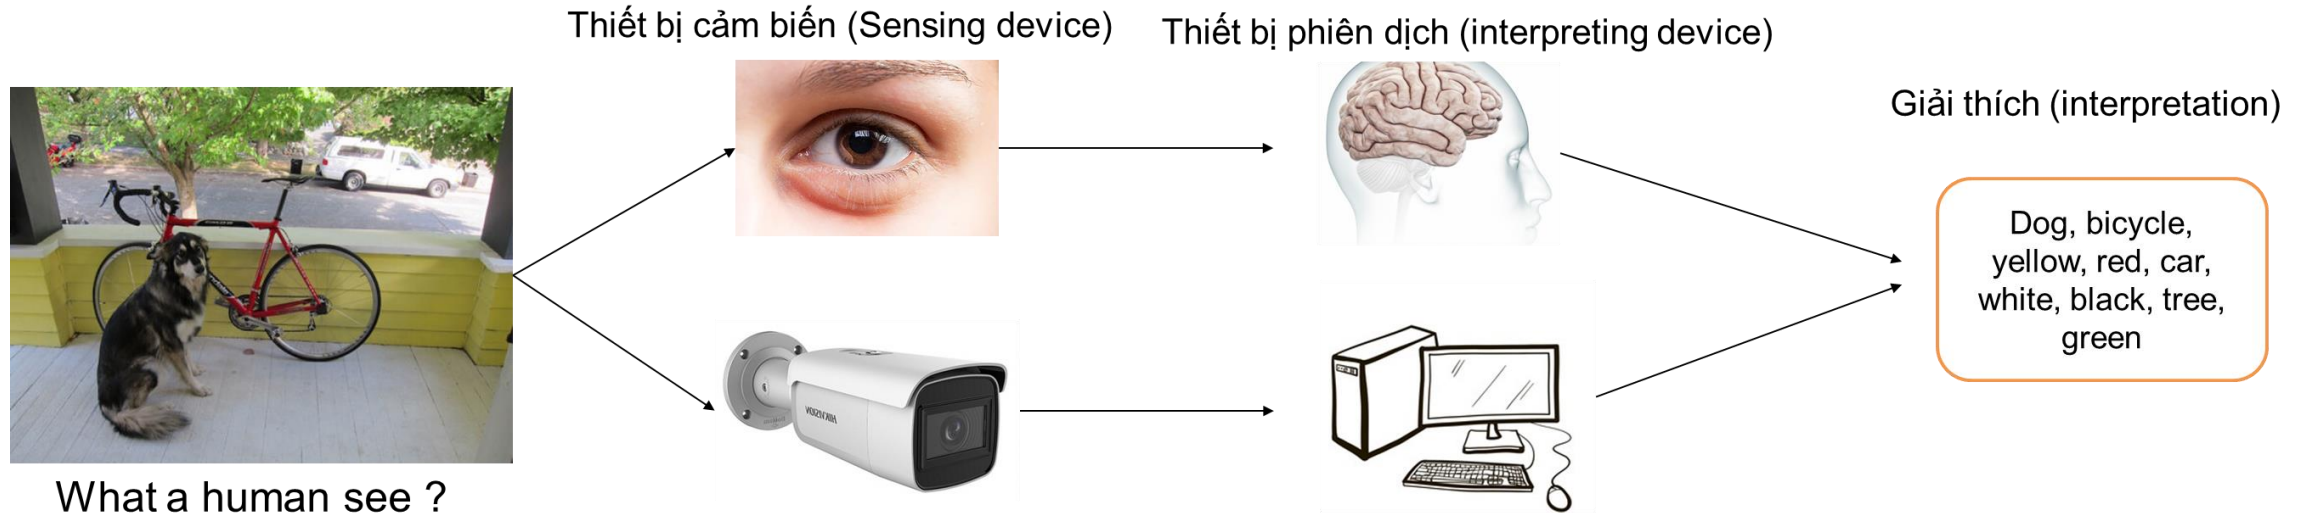 Thiết bị cảm biến (Sensing device)
Thiết bị phiên dịch (interpreting device)
Giải thích (interpretation)
Dog, bicycle,
yellow, red, car,
white, black, tree,
green
HIKVISION
What a human see ?